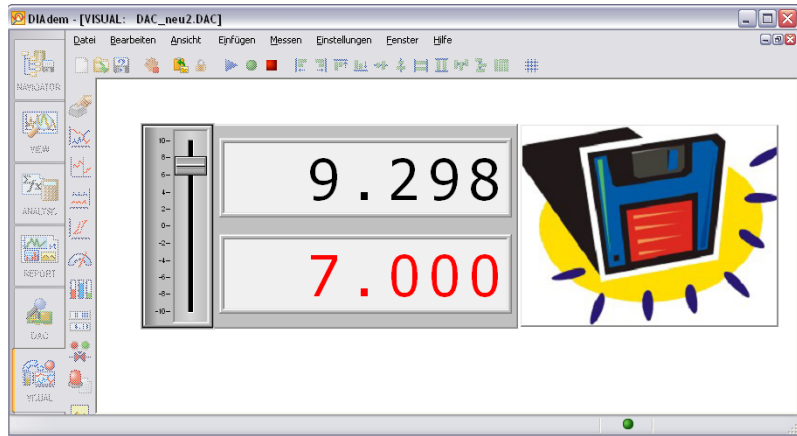 DIAdem - [VISUAL: DAC_neu2.DAC]
Datei Bearbeiten Ansicht Einfügen Messen Einstellungen Fenster Hilfe
NAVIGATOR
VIEW
ANALYSIS
REPORT
DAC
VISUAL
10-
8-
6-
4-
2-
0-
-2-
-4-
-6-
-8-
-10-
9.298
7.000